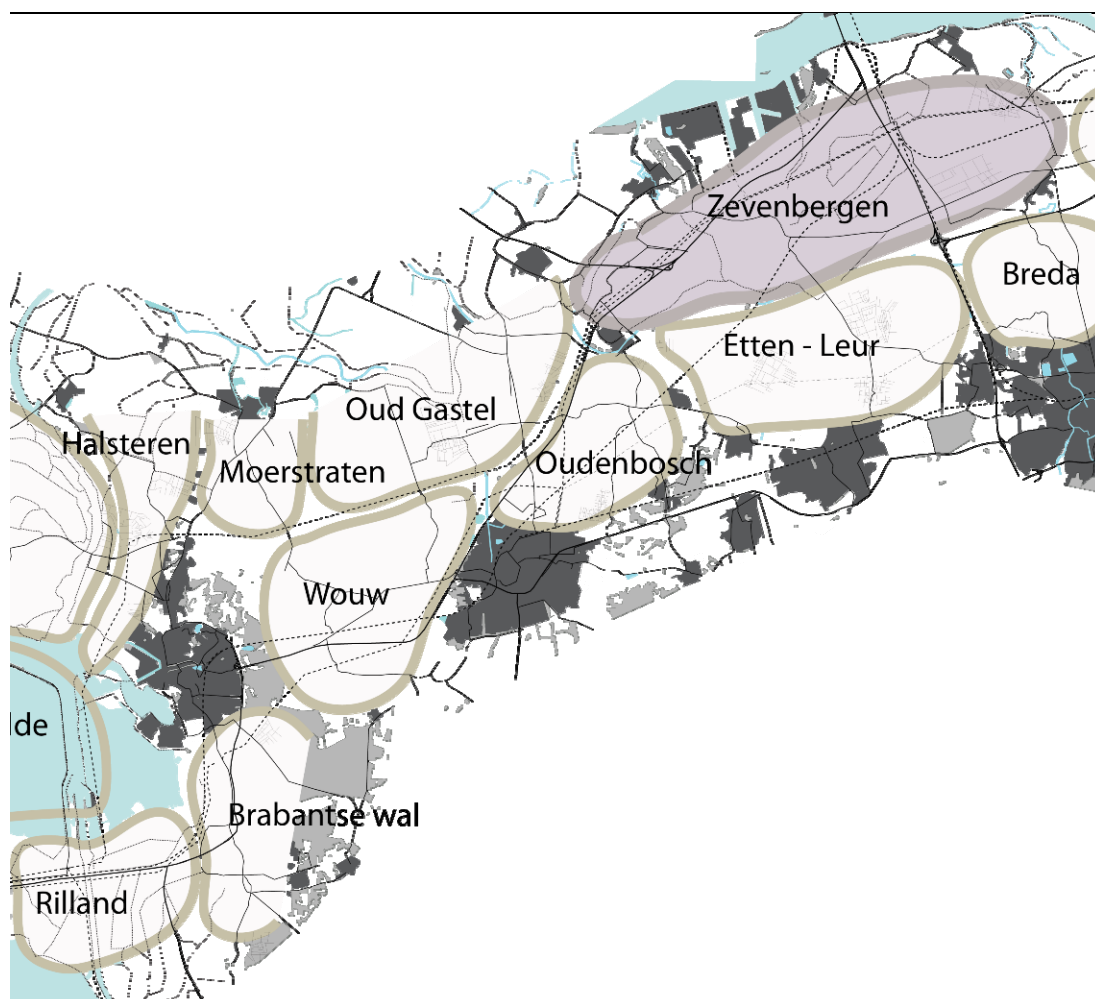 Zevenbergen
Breda
Etten - Leur
Oud Gastel
Halsteren
Moerstraten
Oudenbosch
Wouw
lde
Brabantse wal
Rilland